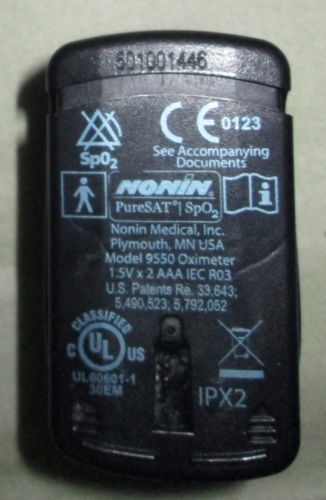 501001446
CE 0123
SpO2
See Accompanying
Documents
NONIN
PureSAT® | SpO2
Nonin Medical, Inc.
Plymouth, MN USA
Model 9550 Oximeter
1.5V x 2 AAA IEC R03
U.S. Patents Re. 33,643;
5,490,523; 5,792,052
CLASSIFIED
C UL US
UL60601-1
30EM
IPX2